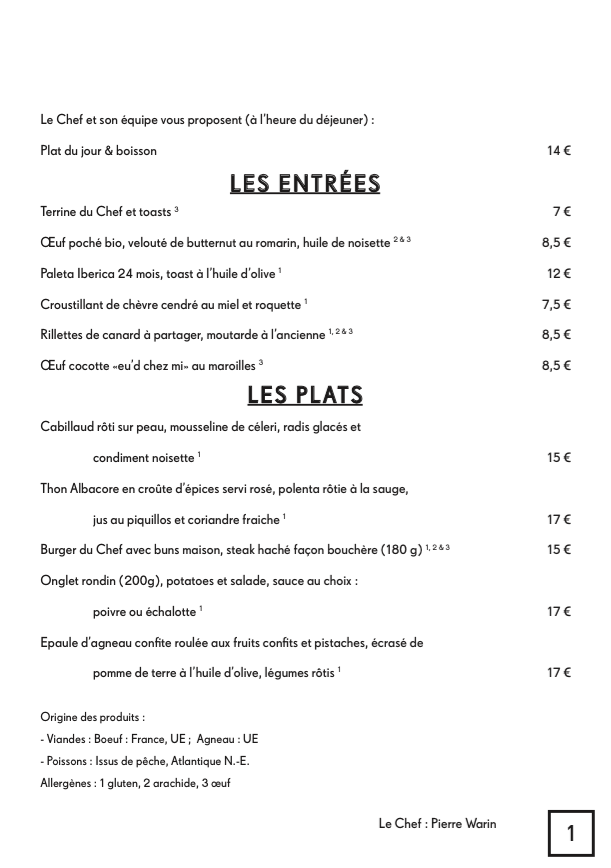 Le Chef et son équipe vous proposent (à l'heure du déjeuner) :
Plat du jour & boisson 14 €
LES ENTRÉES
Terrine du Chef et toasts ³ 7 €
Œuf poché bio, velouté de butternut au romarin, huile de noisette ² & ³ 8,5 €
Paleta Iberica 24 mois, toast à l'huile d'olive ¹ 12 €
Croustillant de chèvre cendré au miel et roquette ¹ 7,5 €
Rillettes de canard à partager, moutarde à l'ancienne ¹, ² & ³ 8,5 €
Œuf cocotte «eu'd chez mi» au maroilles ³ 8,5 €
LES PLATS
Cabillaud rôti sur peau, mousseline de céleri, radis glacés et
condiment noisette ¹ 15 €
Thon Albacore en croûte d'épices servi rosé, polenta rôtie à la sauge,
jus au piquillos et coriandre fraiche ¹ 17 €
Burger du Chef avec buns maison, steak haché façon bouchère (180 g) ¹, ² & ³ 15 €
Onglet rondin (200g), potatoes et salade, sauce au choix :
poivre ou échalotte ¹ 17 €
Epaule d'agneau confite roulée aux fruits confits et pistaches, écrasé de
pomme de terre à l'huile d'olive, légumes rôtis ¹ 17 €
Origine des produits :
- Viandes : Boeuf : France, UE ; Agneau : UE
- Poissons : Issus de pêche, Atlantique N.-E.
Allergènes : 1 gluten, 2 arachide, 3 œuf
Le Chef : Pierre Warin
1